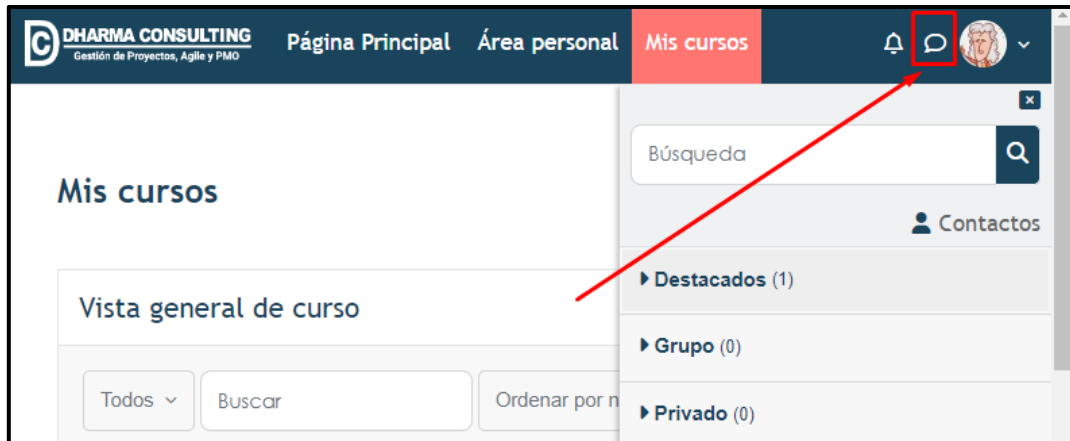 DHARMA CONSULTING
Gestión de Proyectos, Agile y PMO
Página Principal
Área personal
Mis cursos
Búsqueda
Mis cursos
Contactos
Destacados (1)
Vista general de curso
Grupo (0)
Todos
Buscar
Ordenar por n
Privado (0)